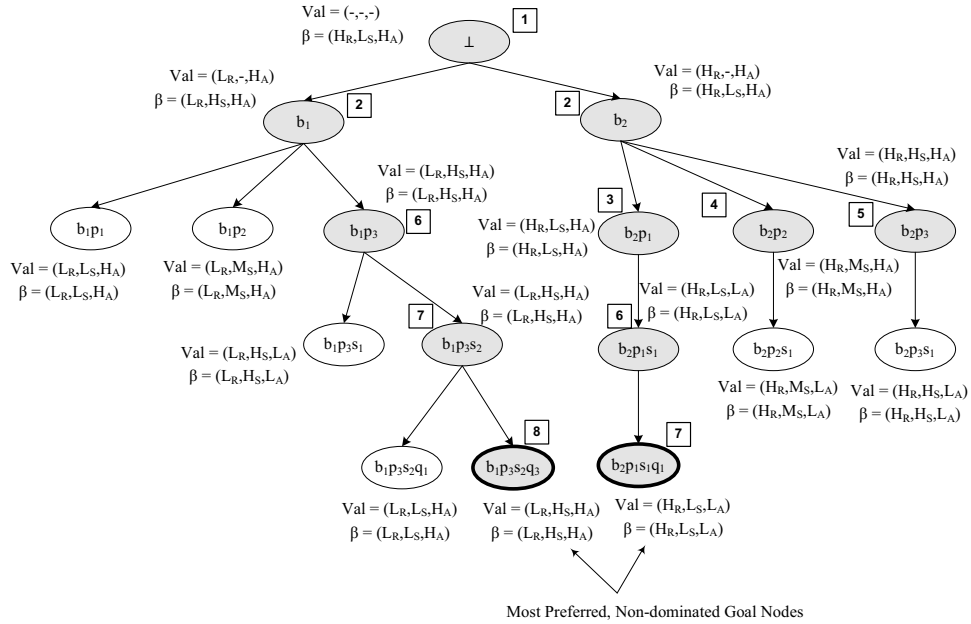 Val = (-,-,-)
β = (H_R,L_S,H_A)
1
⊥
Val = (L_R,-,H_A)
β = (L_R,H_S,H_A)
2
b_1
Val = (H_R,-,H_A)
β = (H_R,L_S,H_A)
2
b_2
b_1p_1
Val = (L_R,L_S,H_A)
β = (L_R,L_S,H_A)
b_1p_2
Val = (L_R,M_S,H_A)
β = (L_R,M_S,H_A)
Val = (L_R,H_S,H_A)
β = (L_R,H_S,H_A)
6
b_1p_3
3
b_2p_1
Val = (H_R,L_S,H_A)
β = (H_R,L_S,H_A)
4
b_2p_2
Val = (H_R,M_S,H_A)
β = (H_R,M_S,H_A)
Val = (H_R,H_S,H_A)
β = (H_R,H_S,H_A)
5
b_2p_3
b_1p_3s_1
Val = (L_R,H_S,L_A)
β = (L_R,H_S,L_A)
Val = (L_R,H_S,H_A)
β = (L_R,H_S,H_A)
7
b_1p_3s_2
Val = (H_R,L_S,L_A)
β = (H_R,L_S,L_A)
6
b_2p_1s_1
b_2p_2s_1
Val = (H_R,M_S,L_A)
β = (H_R,M_S,L_A)
b_2p_3s_1
Val = (H_R,H_S,L_A)
β = (H_R,H_S,L_A)
b_1p_3s_2q_1
Val = (L_R,L_S,H_A)
β = (L_R,L_S,H_A)
8
b_1p_3s_2q_3
Val = (L_R,H_S,H_A)
β = (L_R,H_S,H_A)
7
b_2p_1s_1q_1
Val = (H_R,L_S,L_A)
β = (H_R,L_S,L_A)
Most Preferred, Non-dominated Goal Nodes